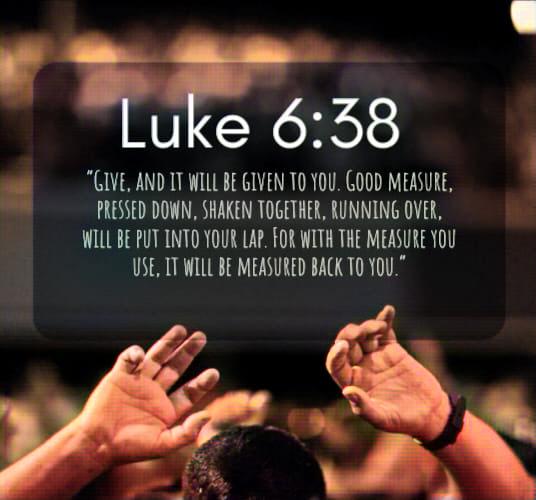 Luke 6:38
“Give, and it will be given to you. Good measure,
pressed down, shaken together, running over,
will be put into your lap. For with the measure you
use, it will be measured back to you.”